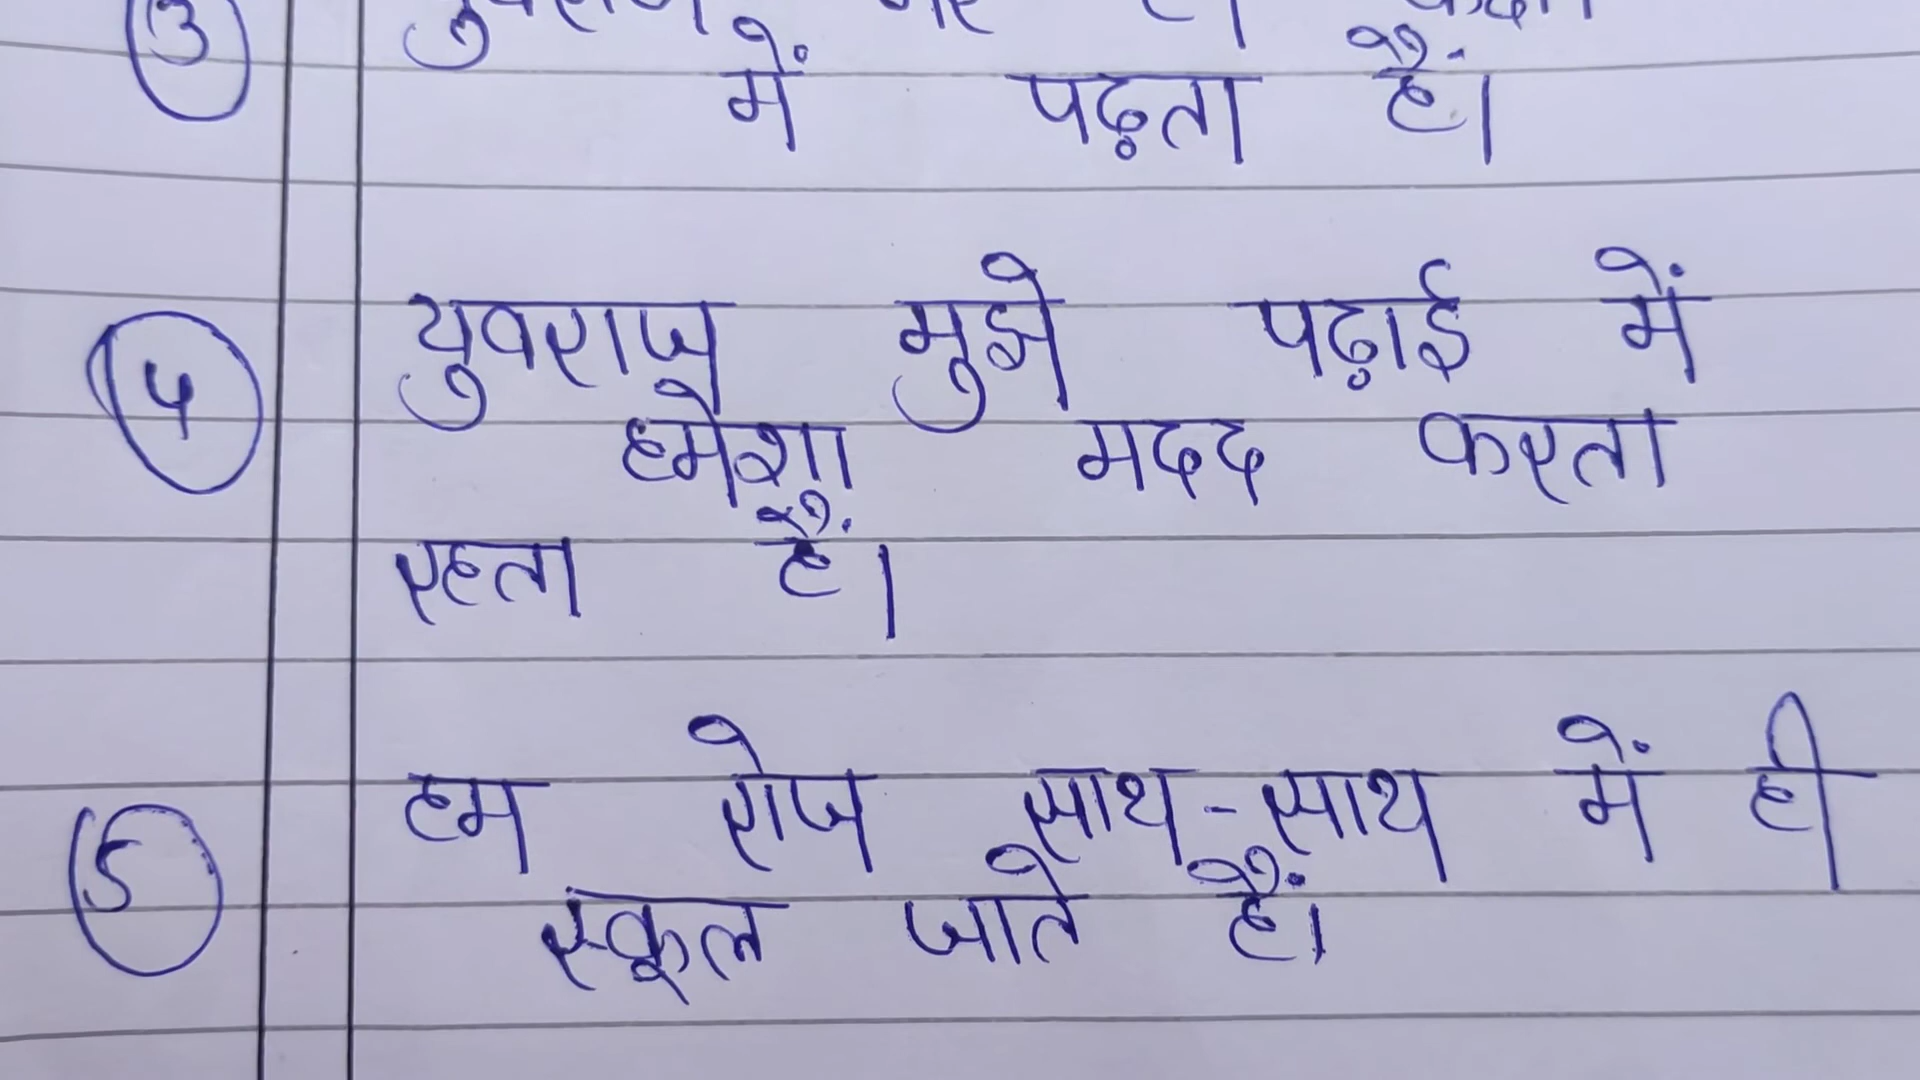 3
में पढ़ता हैं।
4 युवराज मुझे पढ़ाई में
हमेशा मदद करता
रहता हैं।
5 हम रोज साथ-साथ में ही
स्कूल जाते हैं।